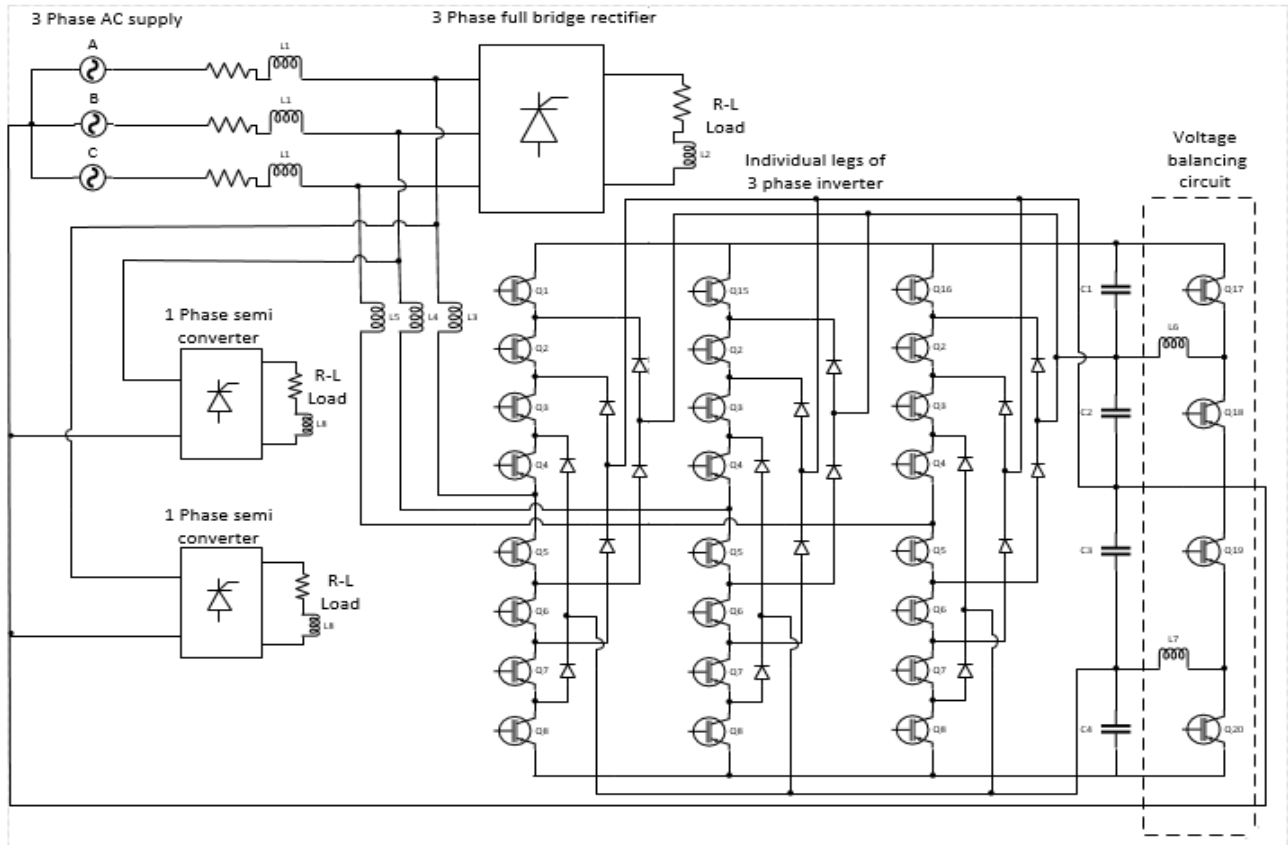 3 Phase AC supply
3 Phase full bridge rectifier
A
L1
B
L1
C
L1
R-L
Load
L2
Individual legs of
3 phase inverter
Voltage
balancing
circuit
1 Phase semi
converter
R-L
Load
L8
1 Phase semi
converter
R-L
Load
L8
L5
L4
L3
Q1
Q2
Q3
Q4
Q5
Q6
Q7
Q8
Q15
Q2
Q3
Q4
Q5
Q6
Q7
Q8
Q16
Q2
Q3
Q4
Q5
Q6
Q7
Q8
C1
C2
C3
C4
L6
L7
Q17
Q18
Q19
Q20